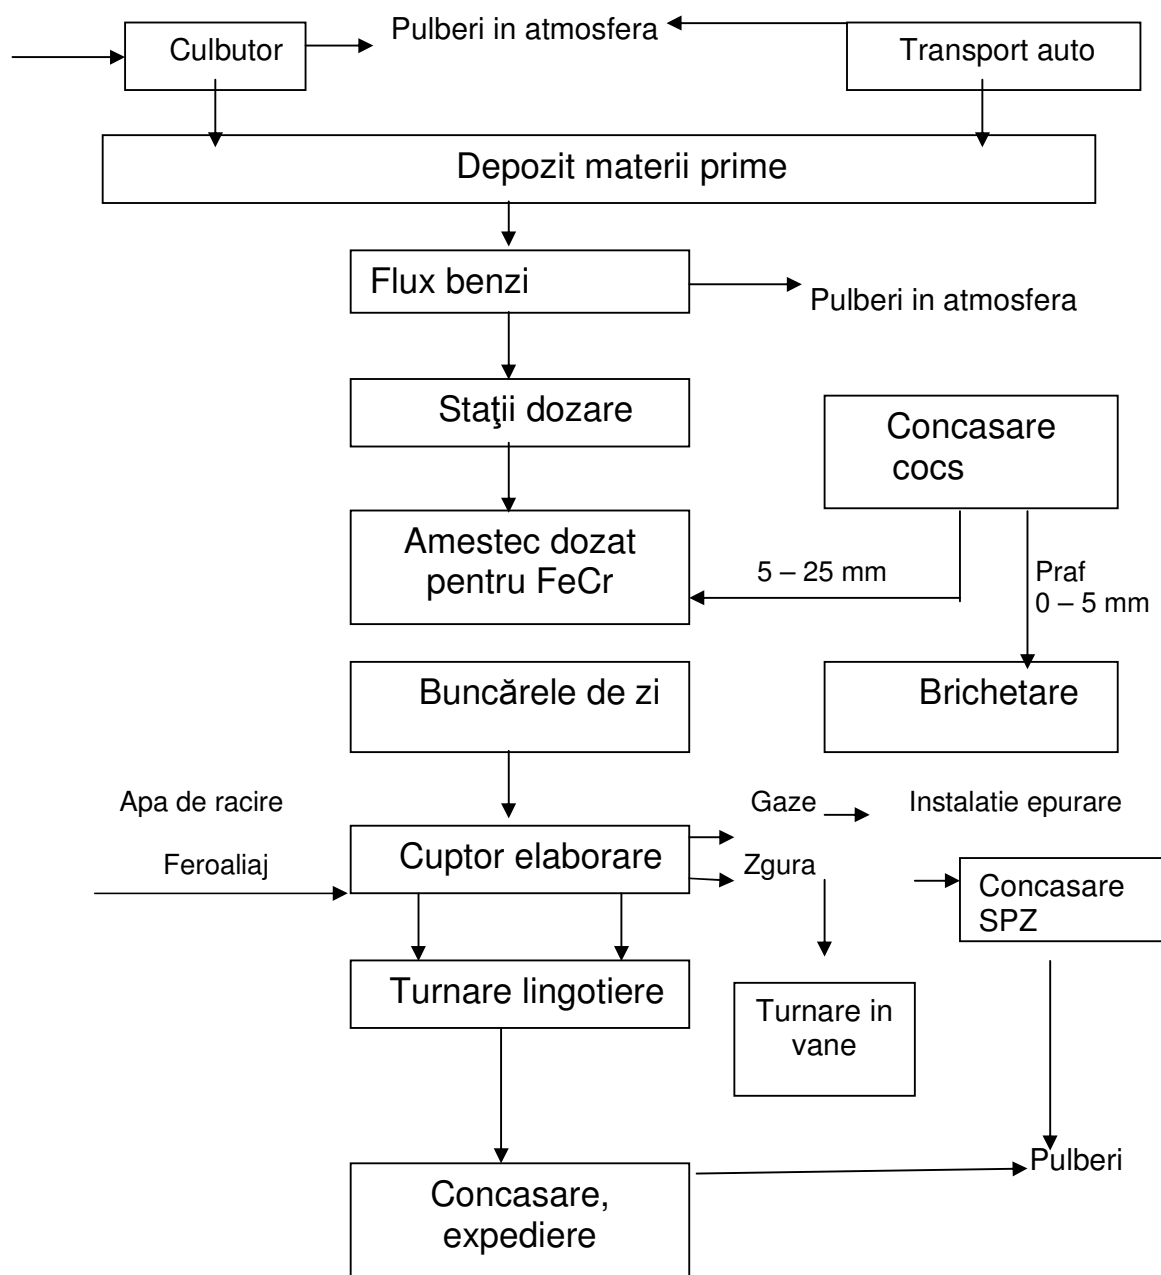 Culbutor
Pulberi in atmosfera
Transport auto
Depozit materii prime
Flux benzi
Pulberi in atmosfera
Staţii dozare
Concasare
cocs
Amestec dozat
pentru FeCr
5 – 25 mm
Praf
0 – 5 mm
Buncărele de zi
Brichetare
Apa de racire
Gaze
Instalatie epurare
Feroaliaj
Cuptor elaborare
Zgura
Concasare
SPZ
Turnare lingotiere
Turnare in
vane
Pulberi
Concasare,
expediere